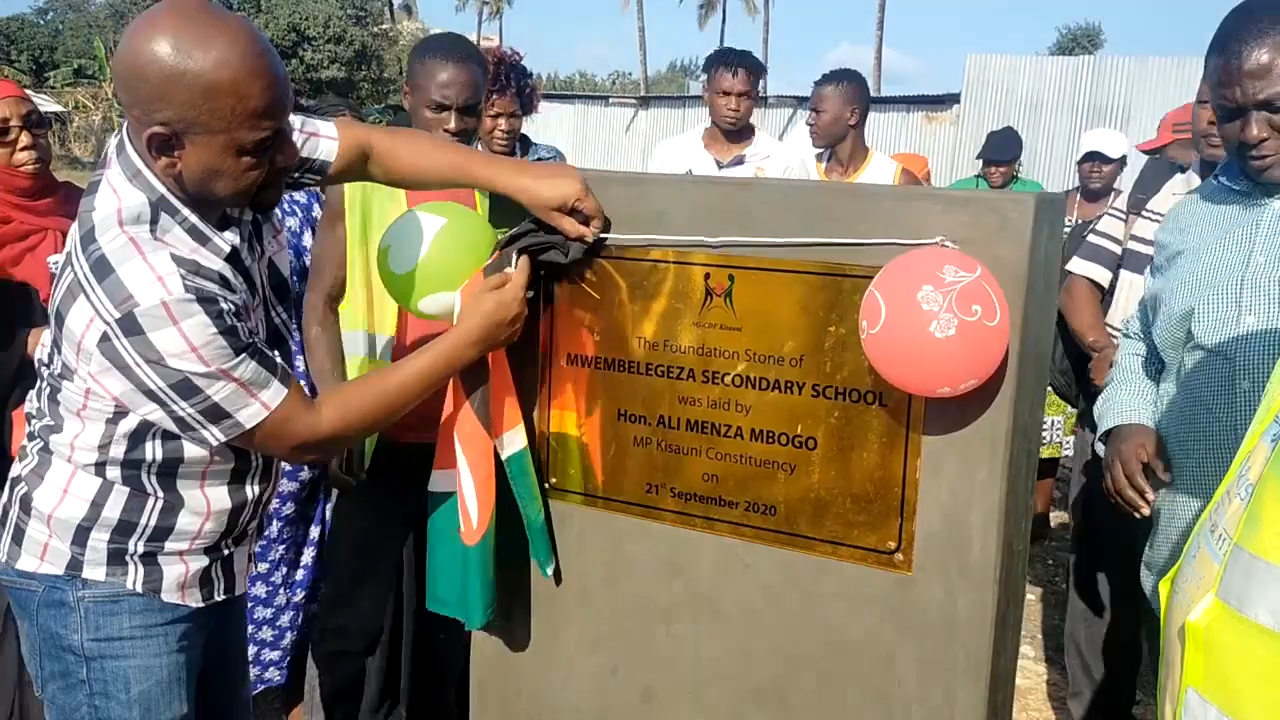 NG-CDF Kisauni
The Foundation Stone of
MWEMBELEGEZA SECONDARY SCHOOL
was laid by
Hon. ALI MENZA MBOGO
MP Kisauni Constituency
on
21st September 2020